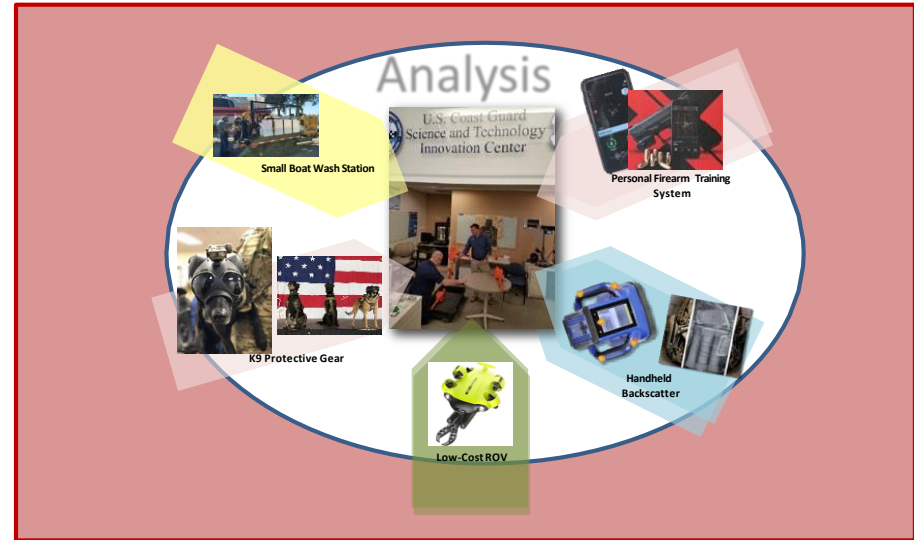 Analysis
U.S. Coast Guard
Science and Technology
Innovation Center
Small Boat Wash Station
Personal Firearm Training
System
K9 Protective Gear
Handheld
Backscatter
Low-Cost ROV